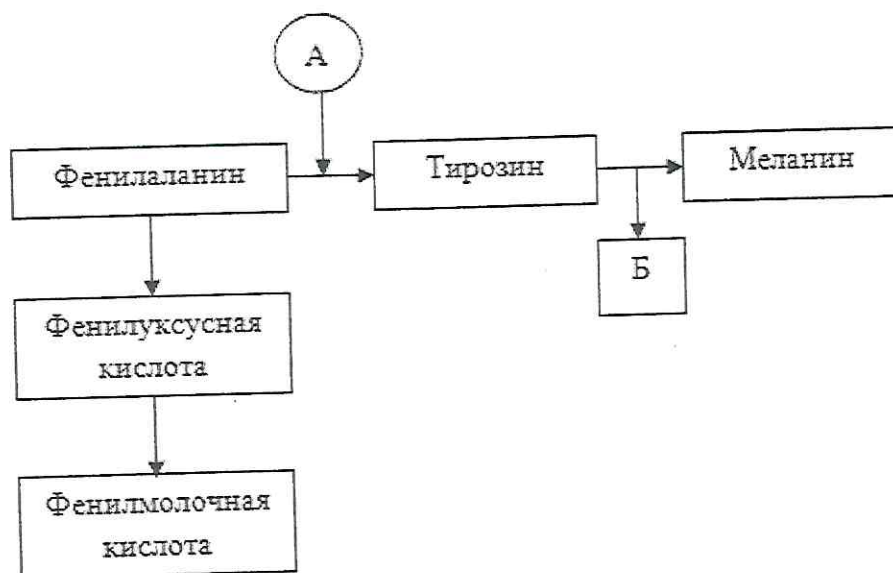 А
Фенилаланин
Тирозин
Меланин
Б
Фенилуксусная
кислота
Фенилмолочная
кислота